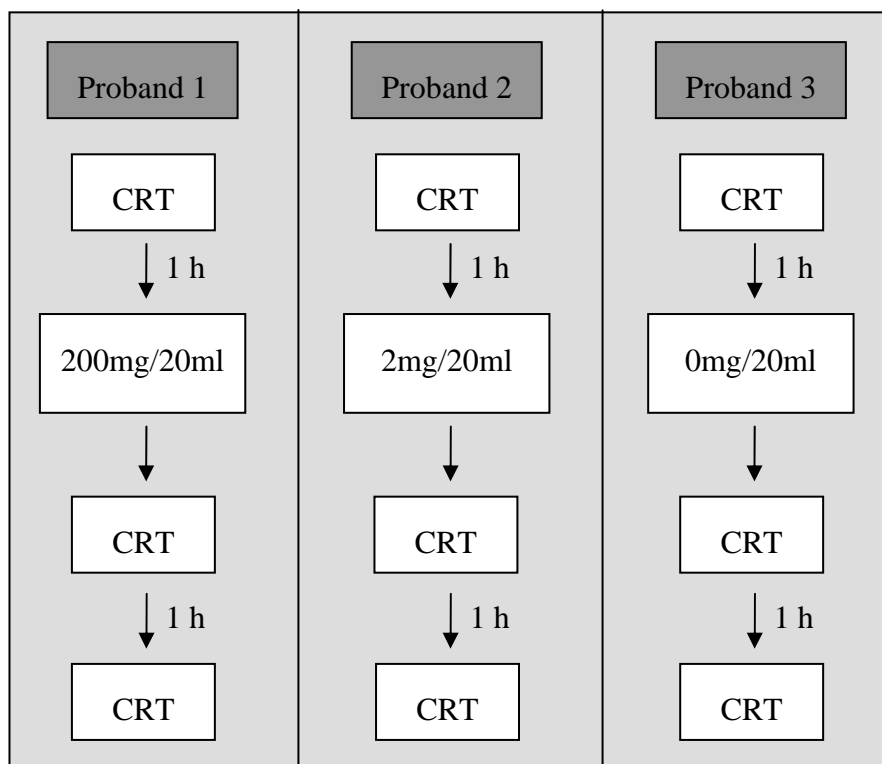 Proband 1
CRT
1 h
200mg/20ml
CRT
1 h
CRT
Proband 2
CRT
1 h
2mg/20ml
CRT
1 h
CRT
Proband 3
CRT
1 h
0mg/20ml
CRT
1 h
CRT